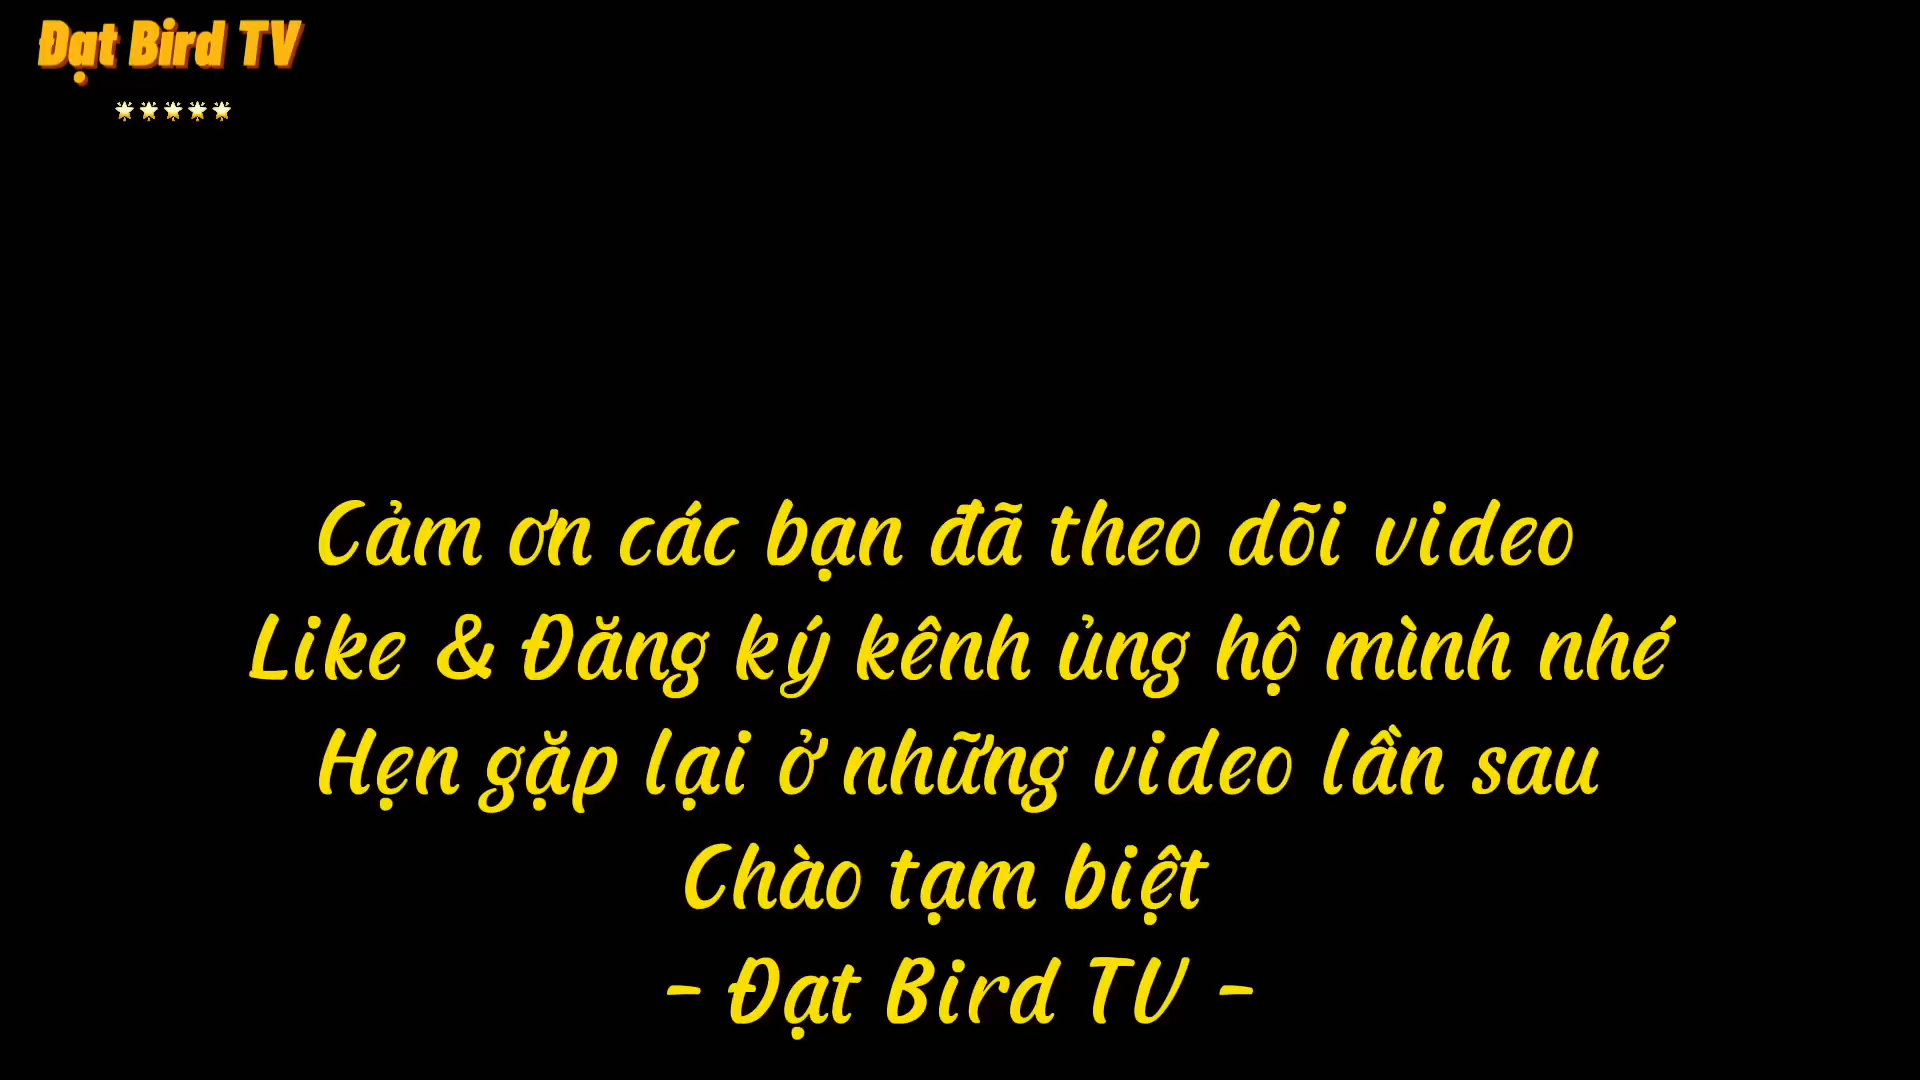 Đạt Bird TV
🌟🌟🌟🌟🌟
Cảm ơn các bạn đã theo dõi video
Like & Đăng ký kênh ủng hộ mình nhé
Hẹn gặp lại ở những video lần sau
Chào tạm biệt
- Đạt Bird TV -